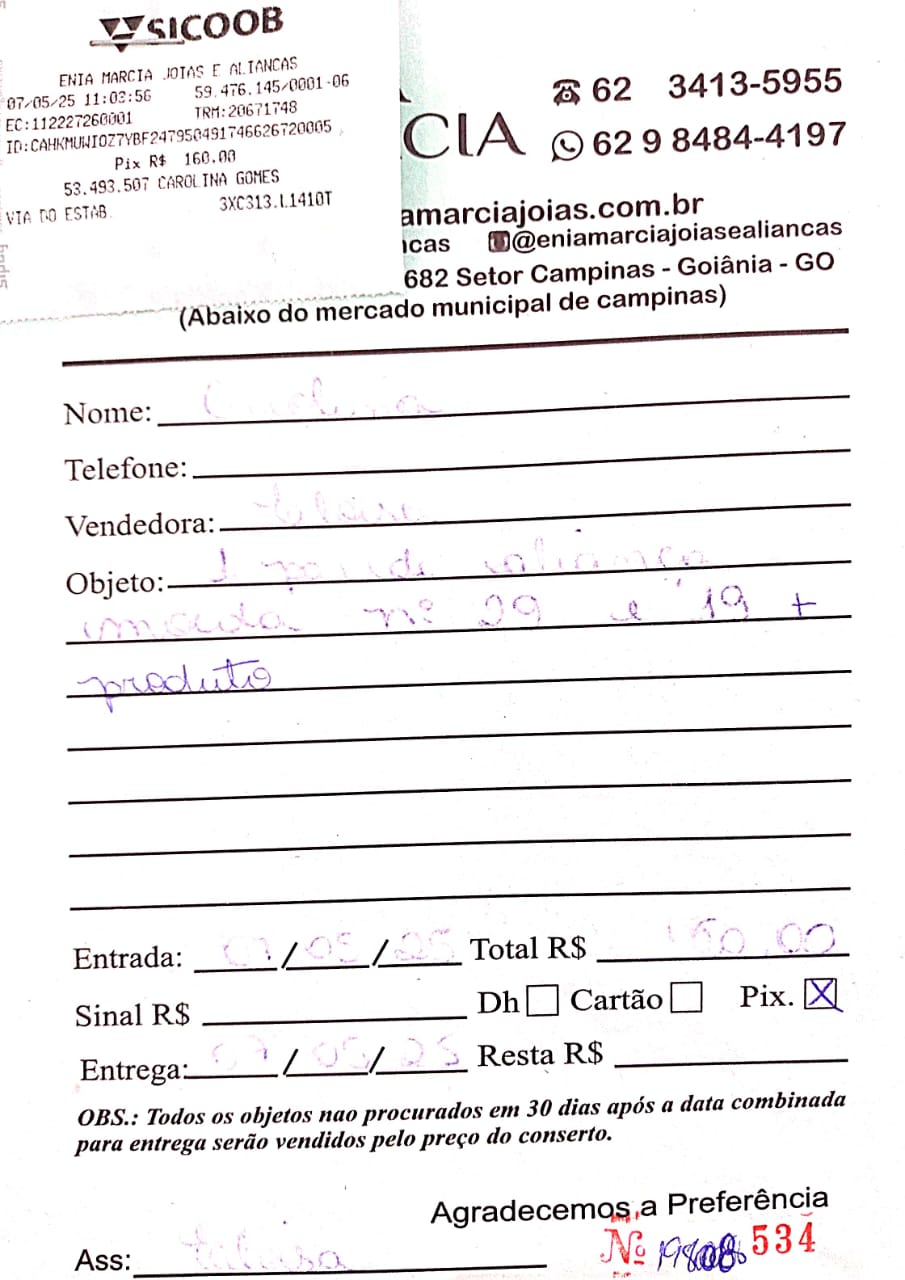 SICOOB
ENIA MARCIA JOIAS E ALIANCAS
07/05/25 11:03:56 59.476.145/0001-06
EC:112227260001 TRM:20671748
ID:CAHKMUWIOZ7YBF247950491746626720005
Pix R$ 160.00
53.493.507 CAROLINA GOMES
VIA DO ESTAB. 3XC313.L1410T
62 3413-5955
CIA 62 9 8484-4197
amarciajoias.com.br
ncas @eniamarciajoiasealiancas
682 Setor Campinas - Goiânia - GO
(Abaixo do mercado municipal de campinas)
Nome: Carolina
Telefone:
Vendedora:
Objeto: 1 par de aliança
moeda nº 29 e 19 +
produto
Entrada: 07/05/25 Total R$ 160,00
Sinal R$ Dh Cartão Pix. X
Entrega: 07/05/25 Resta R$
OBS.: Todos os objetos nao procurados em 30 dias após a data combinada
para entrega serão vendidos pelo preço do conserto.
Agradecemos a Preferência
Nº 534
Ass: